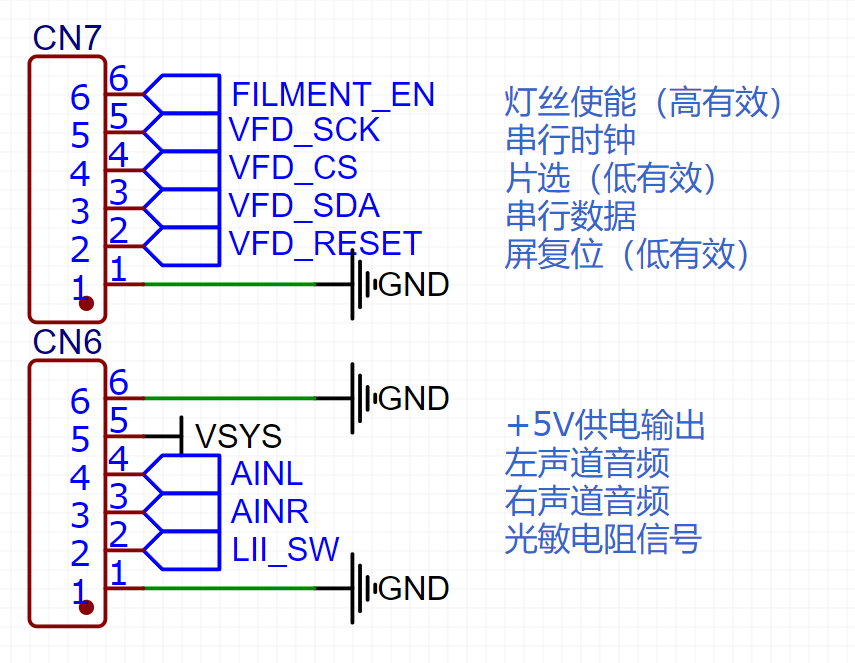 CN7
6 6 FILMENT_EN 灯丝使能（高有效）
5 5 VFD_SCK 串行时钟
4 4 VFD_CS 片选（低有效）
3 3 VFD_SDA 串行数据
2 2 VFD_RESET 屏复位（低有效）
1 1 GND
CN6
6 6 GND
5 5 VSYS +5V供电输出
4 4 AINL 左声道音频
3 3 AINR 右声道音频
2 2 LII_SW 光敏电阻信号
1 1 GND